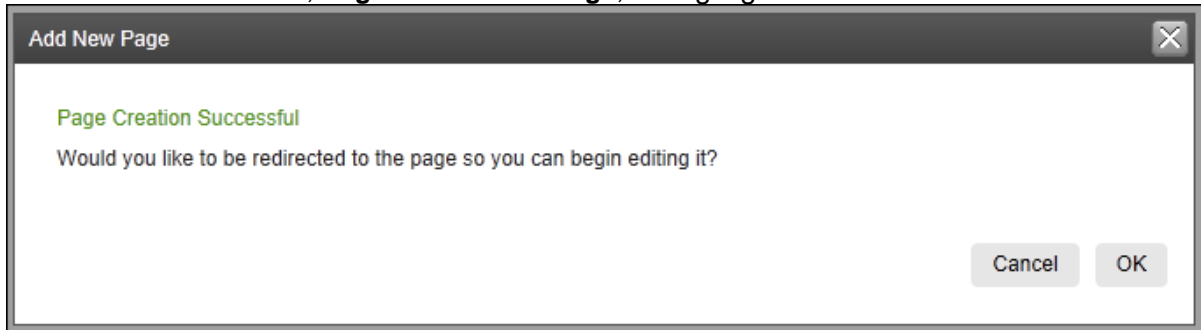 Add New Page
Page Creation Successful
Would you like to be redirected to the page so you can begin editing it?
Cancel OK